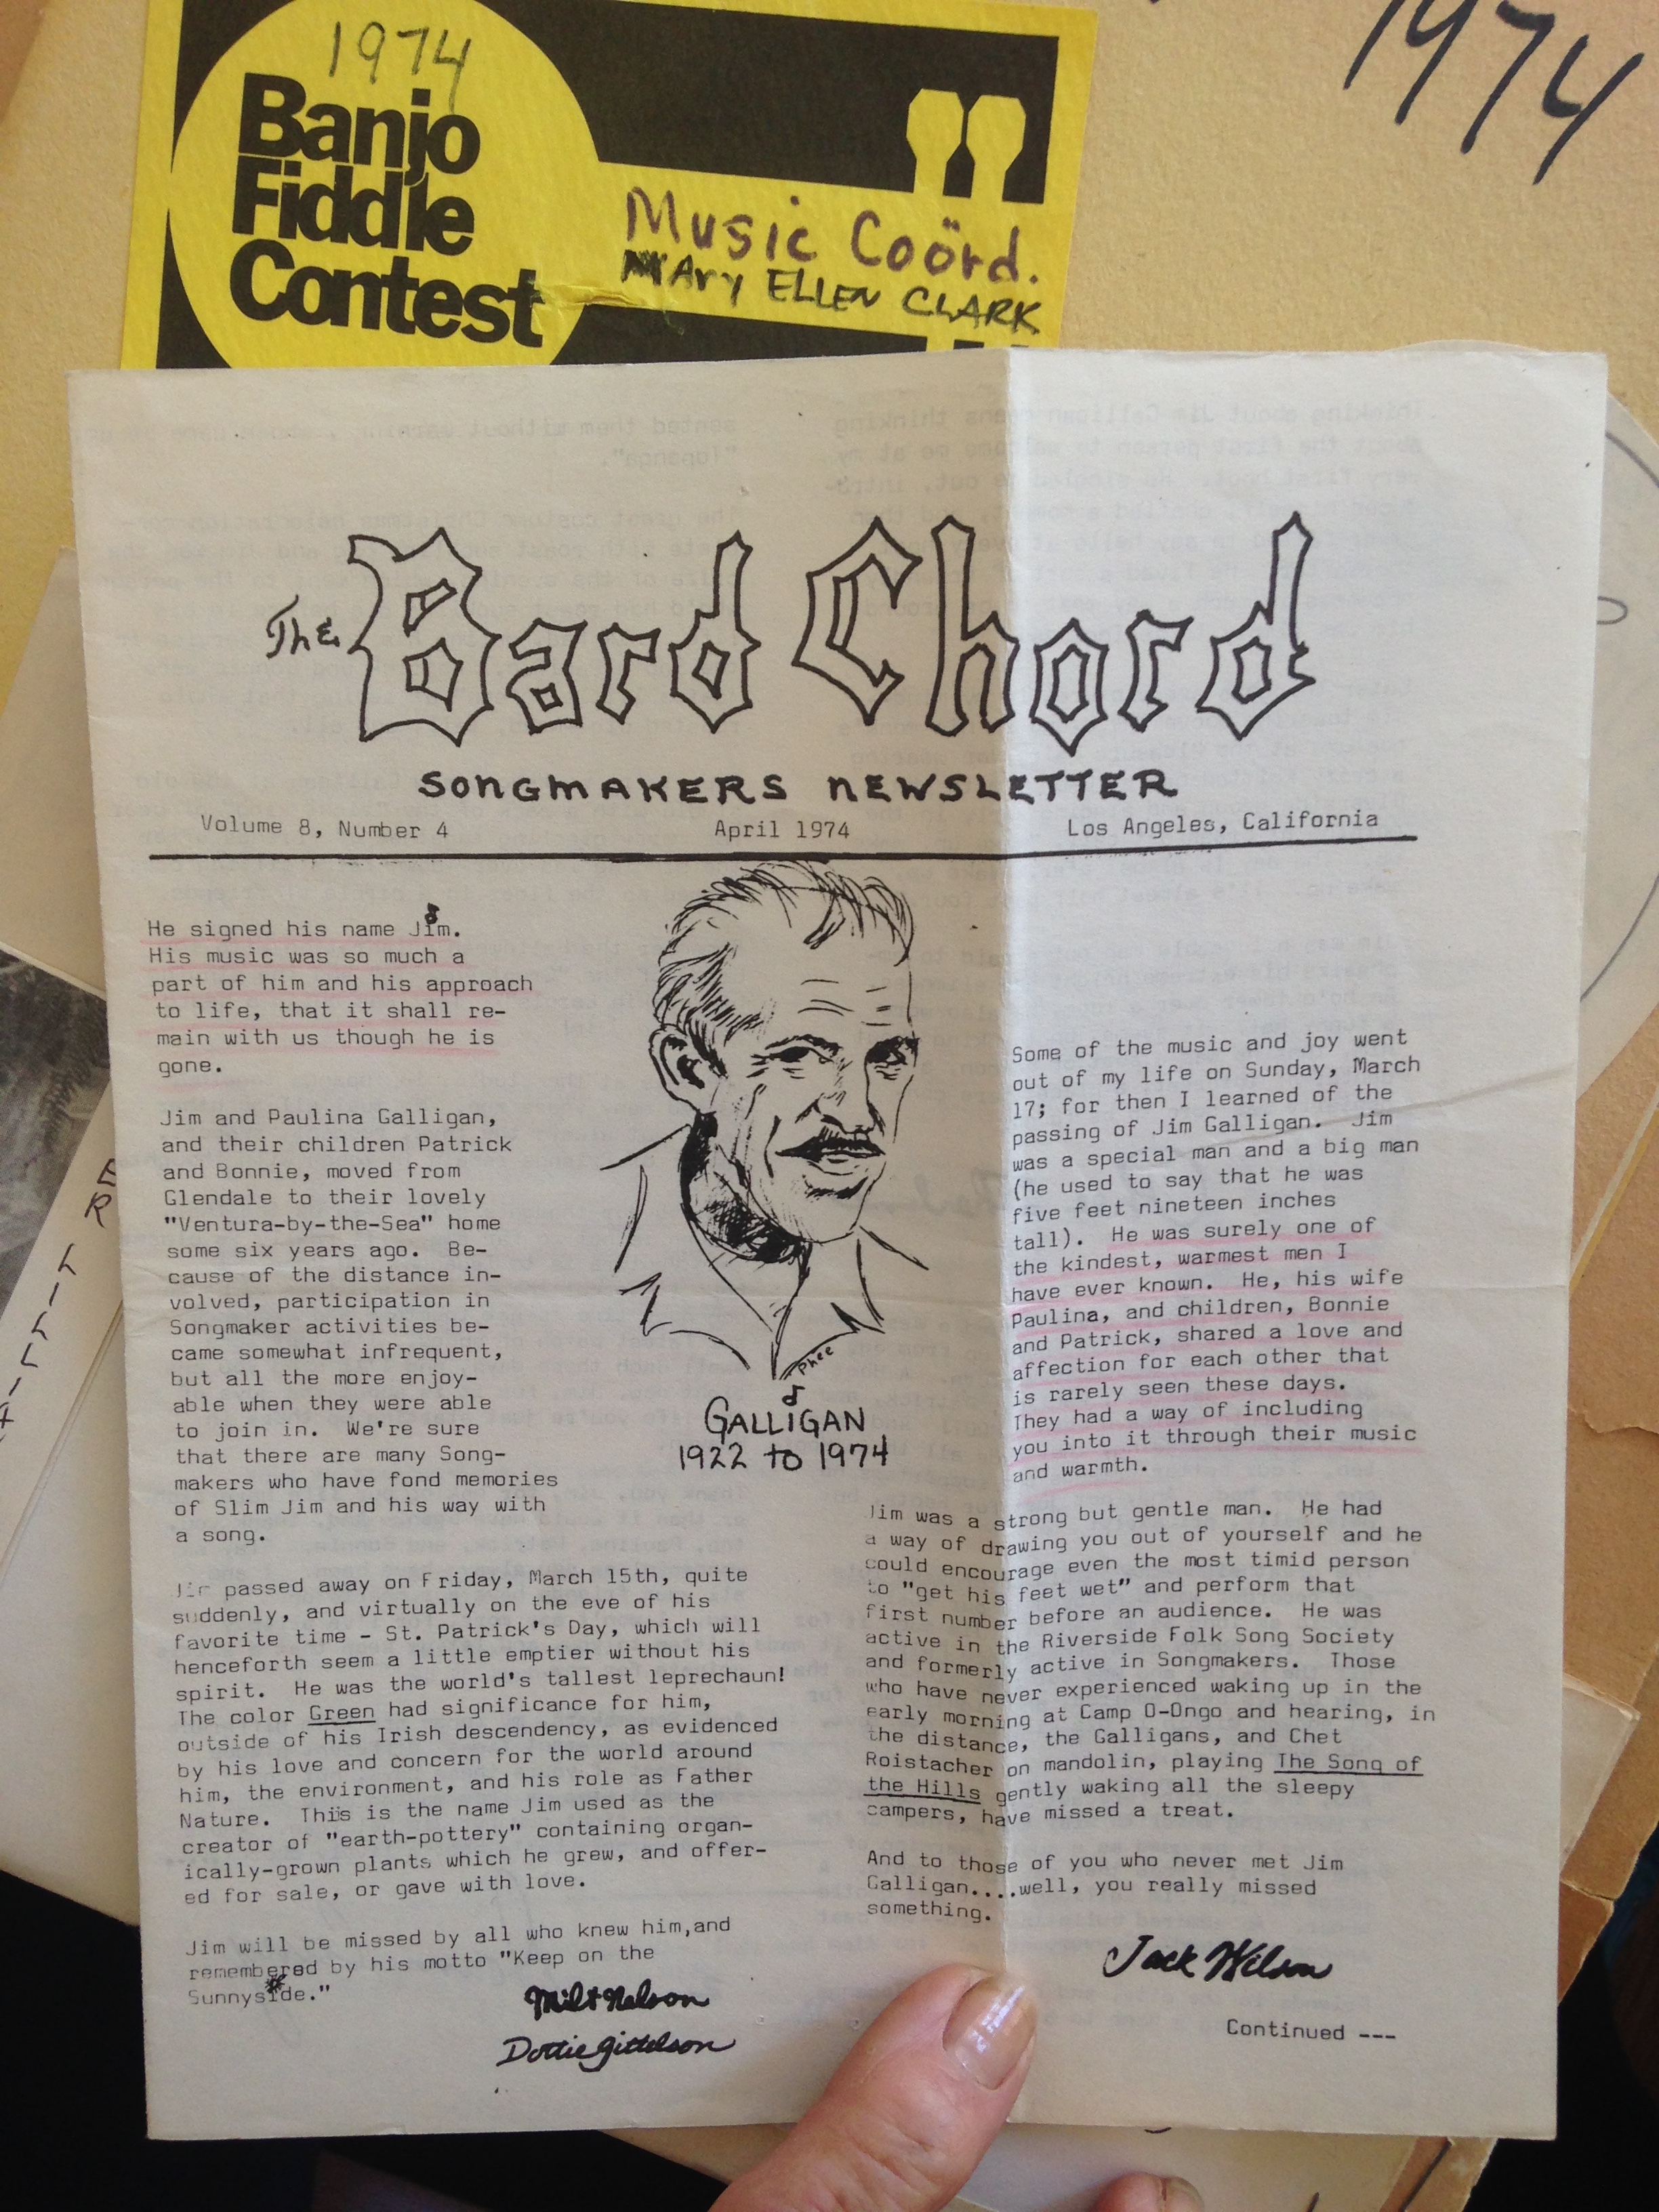 1974
Banjo
Fiddle
Contest
Music Coörd.
Mary ELLEN CLARK
1974
The Bard Chord
SONGMAKERS NEWSLETTER
Volume 8, Number 4 April 1974 Los Angeles, California
He signed his name Jim.
His music was so much a
part of him and his approach
to life, that it shall re-
main with us though he is
gone.
Jim and Paulina Galligan,
and their children Patrick
and Bonnie, moved from
Glendale to their lovely
"Ventura-by-the-Sea" home
some six years ago. Be-
cause of the distance in-
volved, participation in
Songmaker activities be-
came somewhat infrequent,
but all the more enjoy-
able when they were able
to join in. We're sure
that there are many Song-
makers who have fond memories
of Slim Jim and his way with
a song.
Jim passed away on Friday, March 15th, quite
suddenly, and virtually on the eve of his
favorite time - St. Patrick's Day, which will
henceforth seem a little emptier without his
spirit. He was the world's tallest leprechaun!
The color Green had significance for him,
outside of his Irish descendency, as evidenced
by his love and concern for the world around
him, the environment, and his role as Father
Nature. This is the name Jim used as the
creator of "earth-pottery" containing organ-
ically-grown plants which he grew, and offer-
ed for sale, or gave with love.
Jim will be missed by all who knew him,and
remembered by his motto "Keep on the
Sunnyside."
Milt Nelson
Dottie Gittelson
Phee
GALLIGAN
1922 to 1974
Some of the music and joy went
out of my life on Sunday, March
17; for then I learned of the
passing of Jim Galligan. Jim
was a special man and a big man
(he used to say that he was
five feet nineteen inches
tall). He was surely one of
the kindest, warmest men I
have ever known. He, his wife
Paulina, and children, Bonnie
and Patrick, shared a love and
affection for each other that
is rarely seen these days.
They had a way of including
you into it through their music
and warmth.
Jim was a strong but gentle man. He had
a way of drawing you out of yourself and he
could encourage even the most timid person
to "get his feet wet" and perform that
first number before an audience. He was
active in the Riverside Folk Song Society
and formerly active in Songmakers. Those
who have never experienced waking up in the
early morning at Camp O-Ongo and hearing, in
the distance, the Galligans, and Chet
Roistacher on mandolin, playing The Song of
the Hills gently waking all the sleepy
campers, have missed a treat.
And to those of you who never met Jim
Galligan....well, you really missed
something.
Jack Wilson
Continued ---